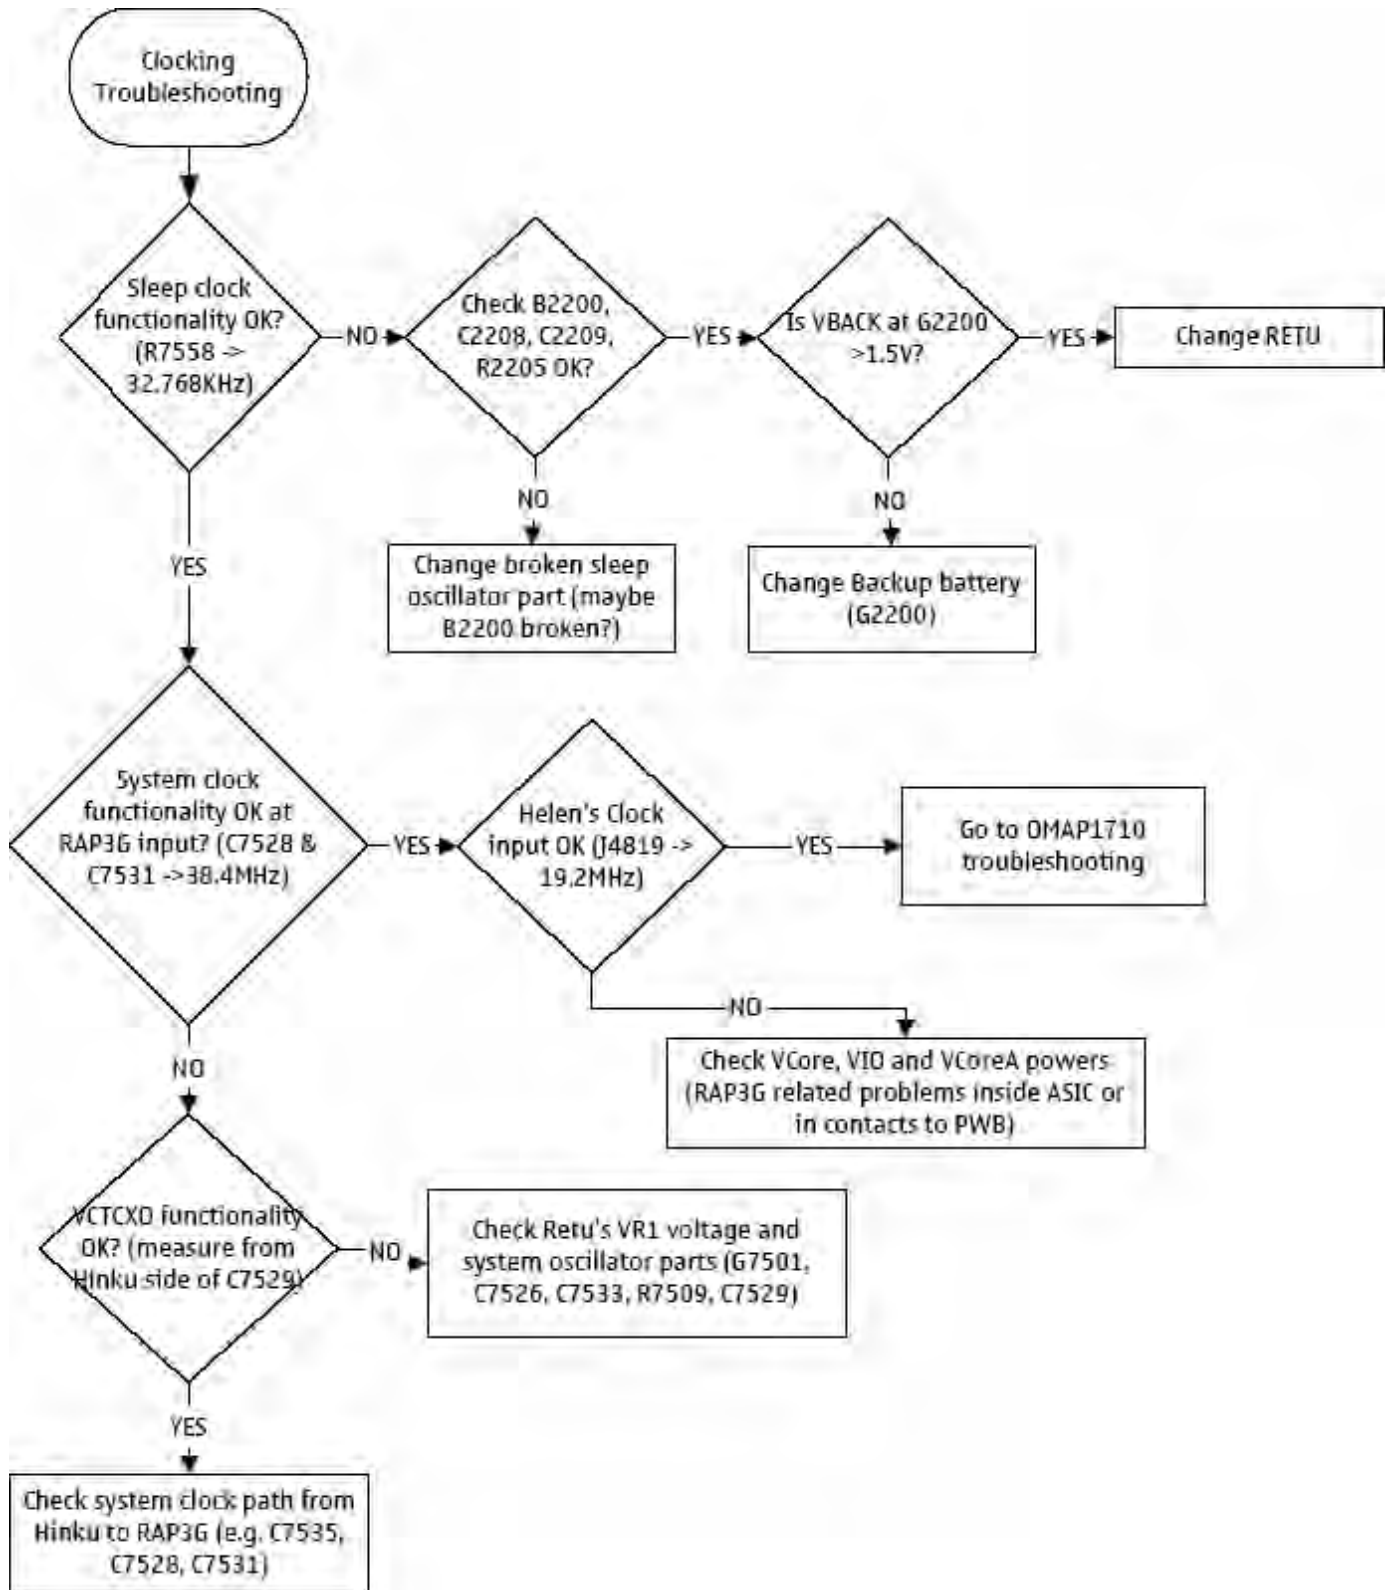 Clocking
Troubleshooting
Sleep clock
functionality OK?
(R7558 ->
32.768KHz)
NO
Check B2200,
C2208, C2209,
R2205 OK?
YES
Is VBACK at G2200
>1.5V?
YES
Change RETU
NO
NO
Change broken sleep
oscillator part (maybe
B2200 broken?)
Change Backup battery
(G2200)
YES
System clock
functionality OK at
RAP3G input? (C7528 &
C7531 ->38.4MHz)
YES
Helen's Clock
input OK (J4819 ->
19.2MHz)
YES
Go to OMAP1710
troubleshooting
NO
Check VCore, VIO and VCoreA powers
(RAP3G related problems inside ASIC or
in contacts to PWB)
NO
VCTCXO functionality
OK? (measure from
Hinku side of C7529)
NO
Check Retu's VR1 voltage and
system oscillator parts (G7501,
C7526, C7533, R7509, C7529)
YES
Check system clock path from
Hinku to RAP3G (e.g. C7535,
C7528, C7531)